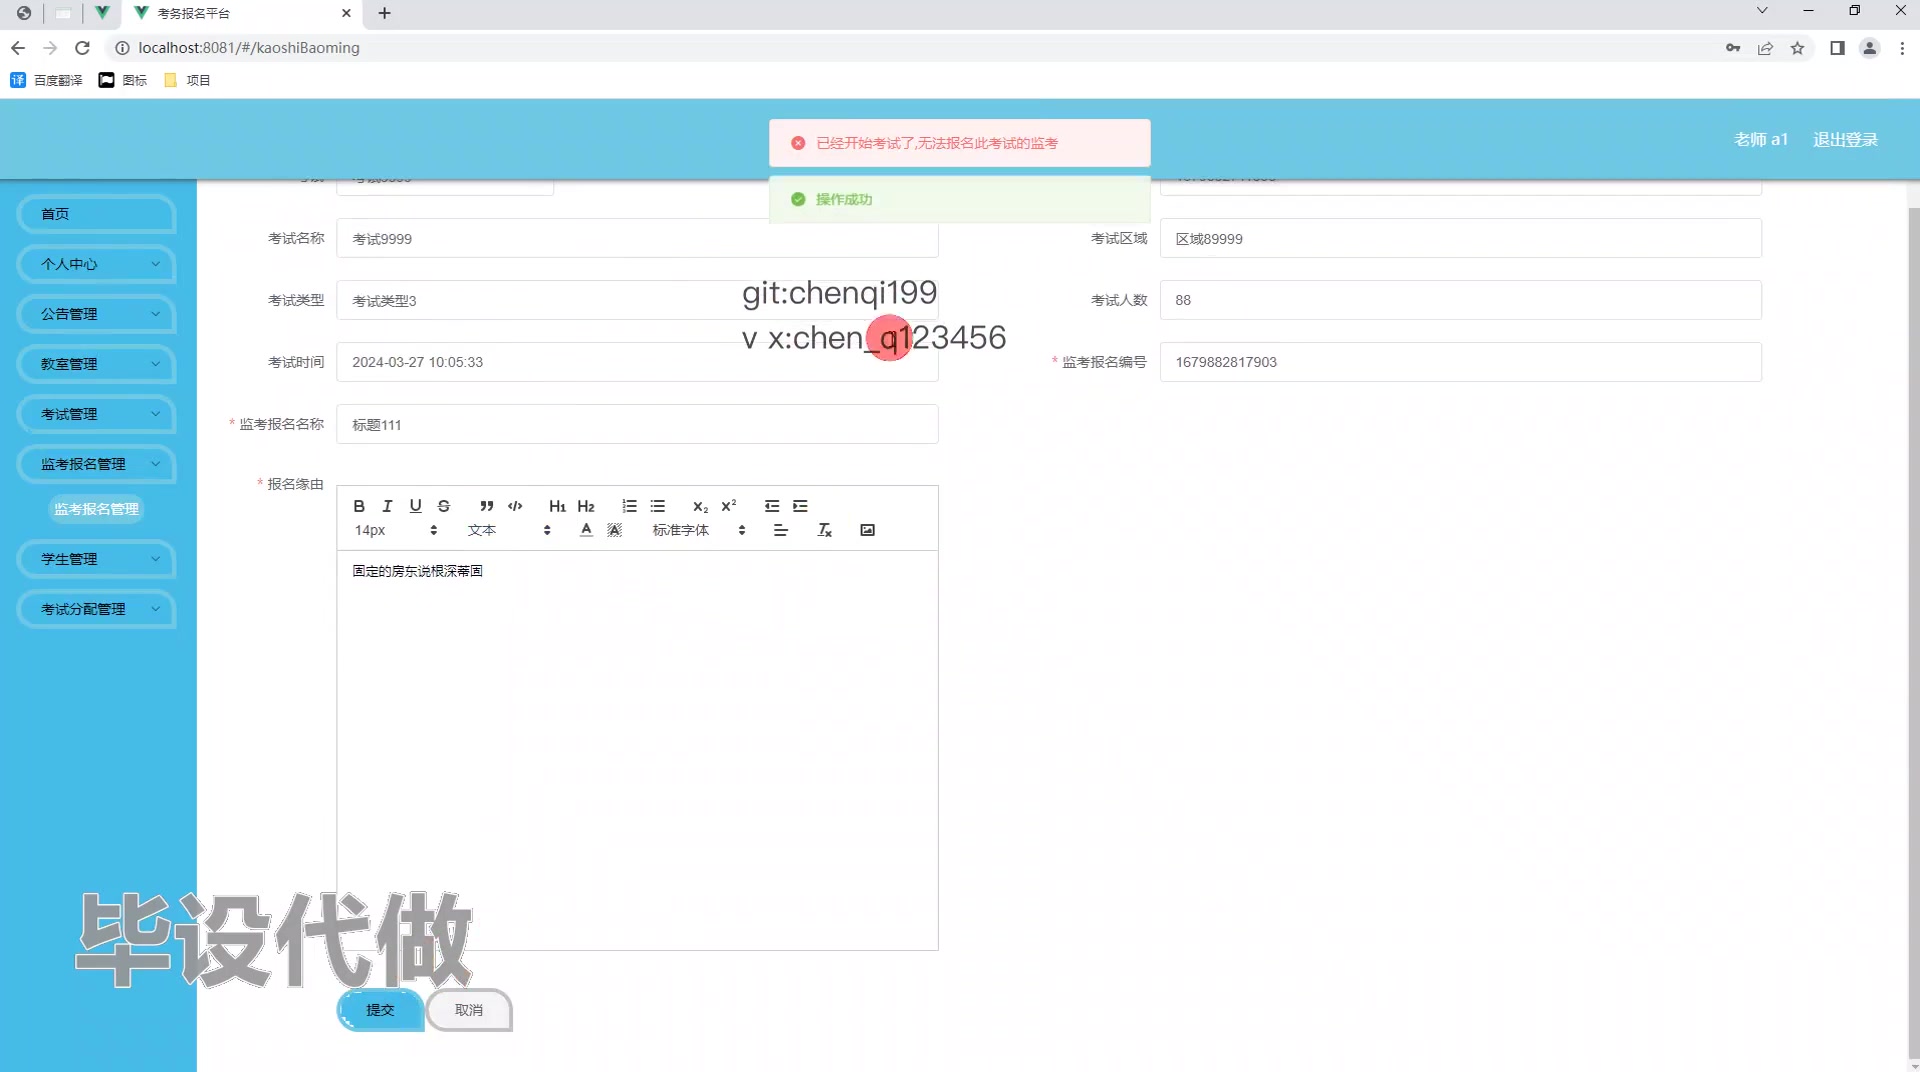 考务报名平台
localhost:8081/#/kaoshiBaoming
译 百度翻译 图标 项目
已经开始考试了,无法报名此考试的监考
老师 a1 退出登录
操作成功
首页
个人中心
公告管理
教室管理
考试管理
监考报名管理
监考报名管理
学生管理
考试分配管理
考试名称 考试9999 考试区域 区域89999
考试类型 考试类型3 考试人数 88
git:chenqi199
v x:chen_q123456
考试时间 2024-03-27 10:05:33 * 监考报名编号 1679882817903
* 监考报名名称 标题111
* 报名缘由
B I U S H1 H2 x2 x2
14px 文本 A 标准字体
固定的房东说根深蒂固
毕设代做
提交 取消